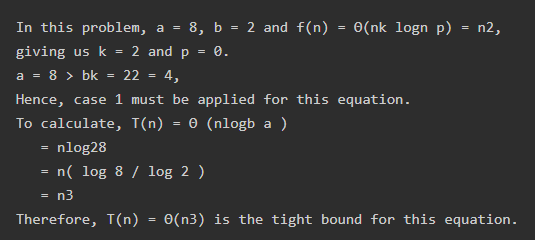 In this problem, a = 8, b = 2 and f(n) = Θ(nk logn p) = n2,
giving us k = 2 and p = 0.
a = 8 > bk = 22 = 4,
Hence, case 1 must be applied for this equation.
To calculate, T(n) = Θ (nlogb a )
= nlog28
= n( log 8 / log 2 )
= n3
Therefore, T(n) = Θ(n3) is the tight bound for this equation.